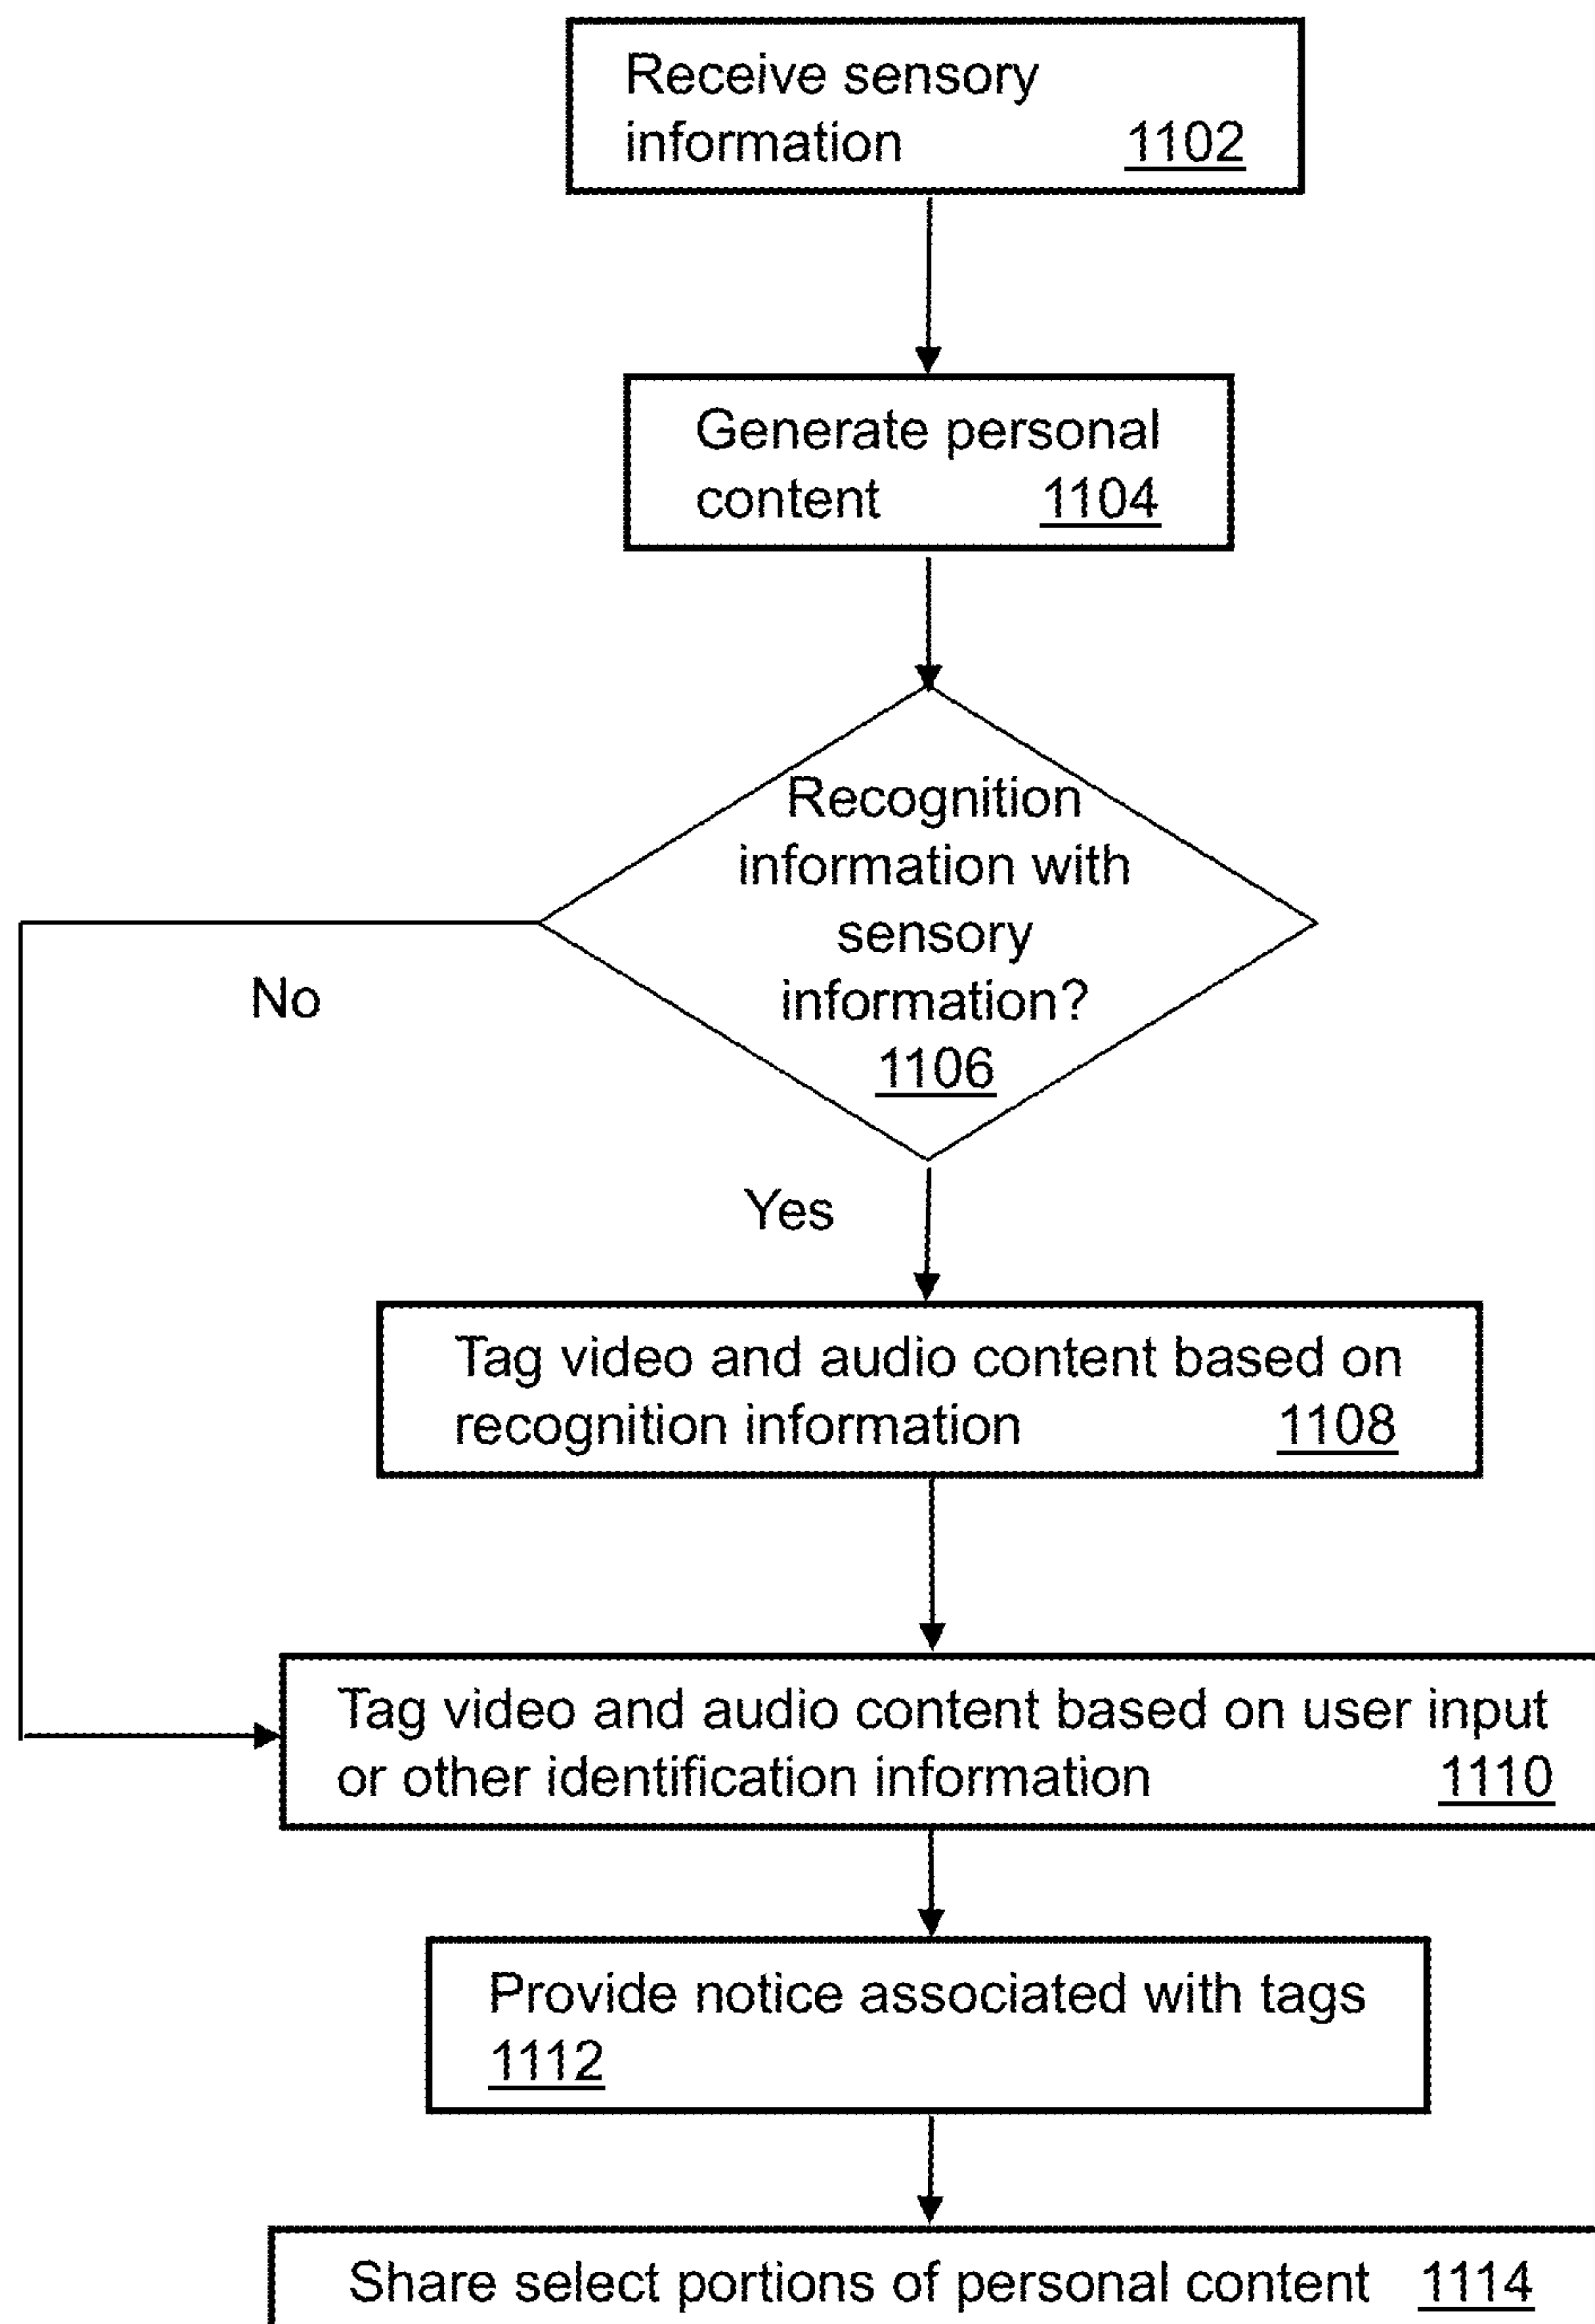 Receive sensory
information 1102
Generate personal
content 1104
Recognition
information with
sensory
information?
1106
No
Yes
Tag video and audio content based on
recognition information 1108
Tag video and audio content based on user input
or other identification information 1110
Provide notice associated with tags
1112
Share select portions of personal content 1114